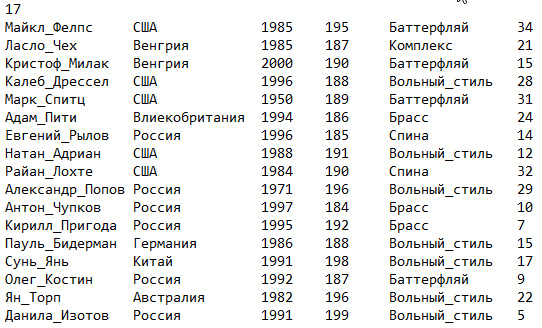 17
Майкл_Фелпс США 1985 195 Баттерфляй 34
Ласло_Чех Венгрия 1985 187 Комплекс 21
Кристоф_Милак Венгрия 2000 190 Баттерфляй 15
Калеб_Дрессел США 1996 188 Вольный_стиль 28
Марк_Спитц США 1950 189 Баттерфляй 31
Адам_Пити Влиекобритания 1994 186 Брасс 24
Евгений_Рылов Россия 1996 185 Спина 14
Натан_Адриан США 1988 191 Вольный_стиль 12
Райан_Лохте США 1984 190 Спина 32
Александр_Попов Россия 1971 196 Вольный_стиль 29
Антон_Чупков Россия 1997 184 Брасс 10
Кирилл_Пригода Россия 1995 192 Брасс 7
Пауль_Бидерман Германия 1986 188 Вольный_стиль 15
Сунь_Янь Китай 1991 198 Вольный_стиль 17
Олег_Костин Россия 1992 187 Баттерфляй 9
Ян_Торп Австралия 1982 196 Вольный_стиль 22
Данила_Изотов Россия 1991 199 Вольный_стиль 5